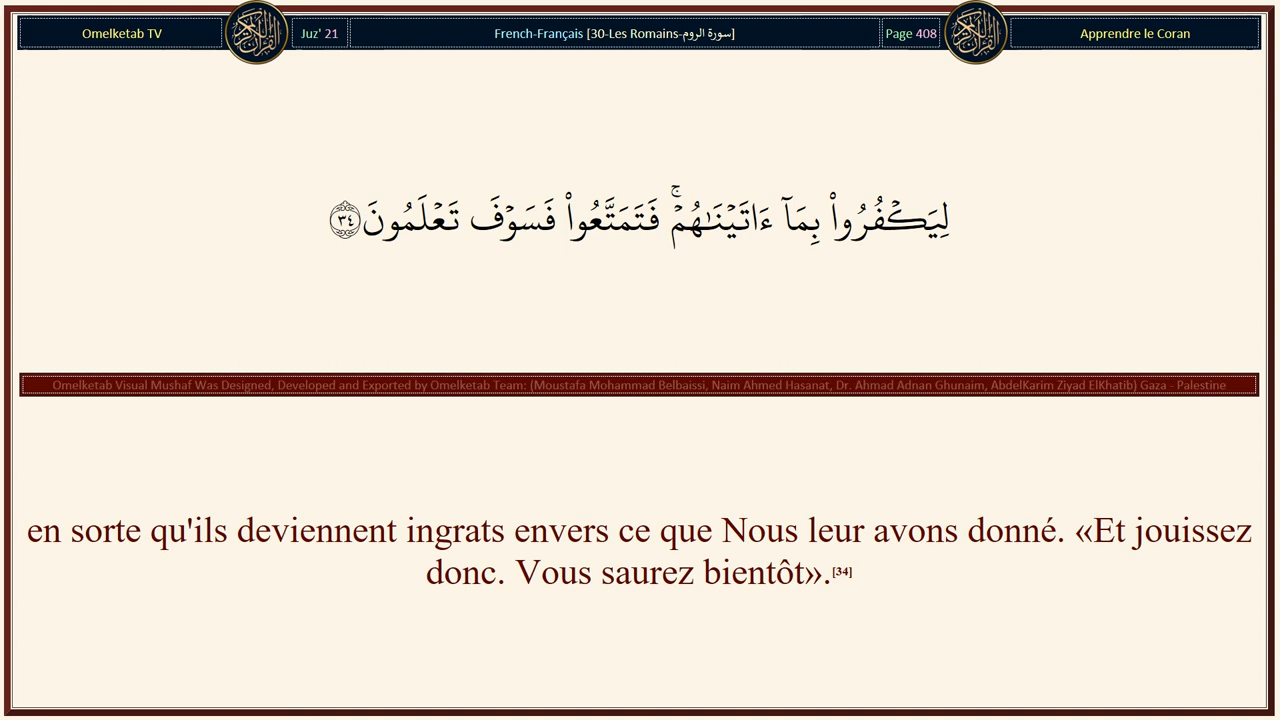 Omelketab TV
Juz' 21
French-Français [30-Les Romains-سورة الروم]
Page 408
Apprendre le Coran
لِيَكۡفُرُواْ بِمَآ ءَاتَيۡنَٰهُمۡۚ فَتَمَتَّعُواْ فَسَوۡفَ تَعۡلَمُونَ ٣٤
Omelketab Visual Mushaf Was Designed, Developed and Exported by Omelketab Team: (Moustafa Mohammad Belbaissi, Naim Ahmed Hasanat, Dr. Ahmad Adnan Ghunaim, AbdelKarim Ziyad ElKhatib) Gaza - Palestine
en sorte qu'ils deviennent ingrats envers ce que Nous leur avons donné. «Et jouissez
donc. Vous saurez bientôt».[34]